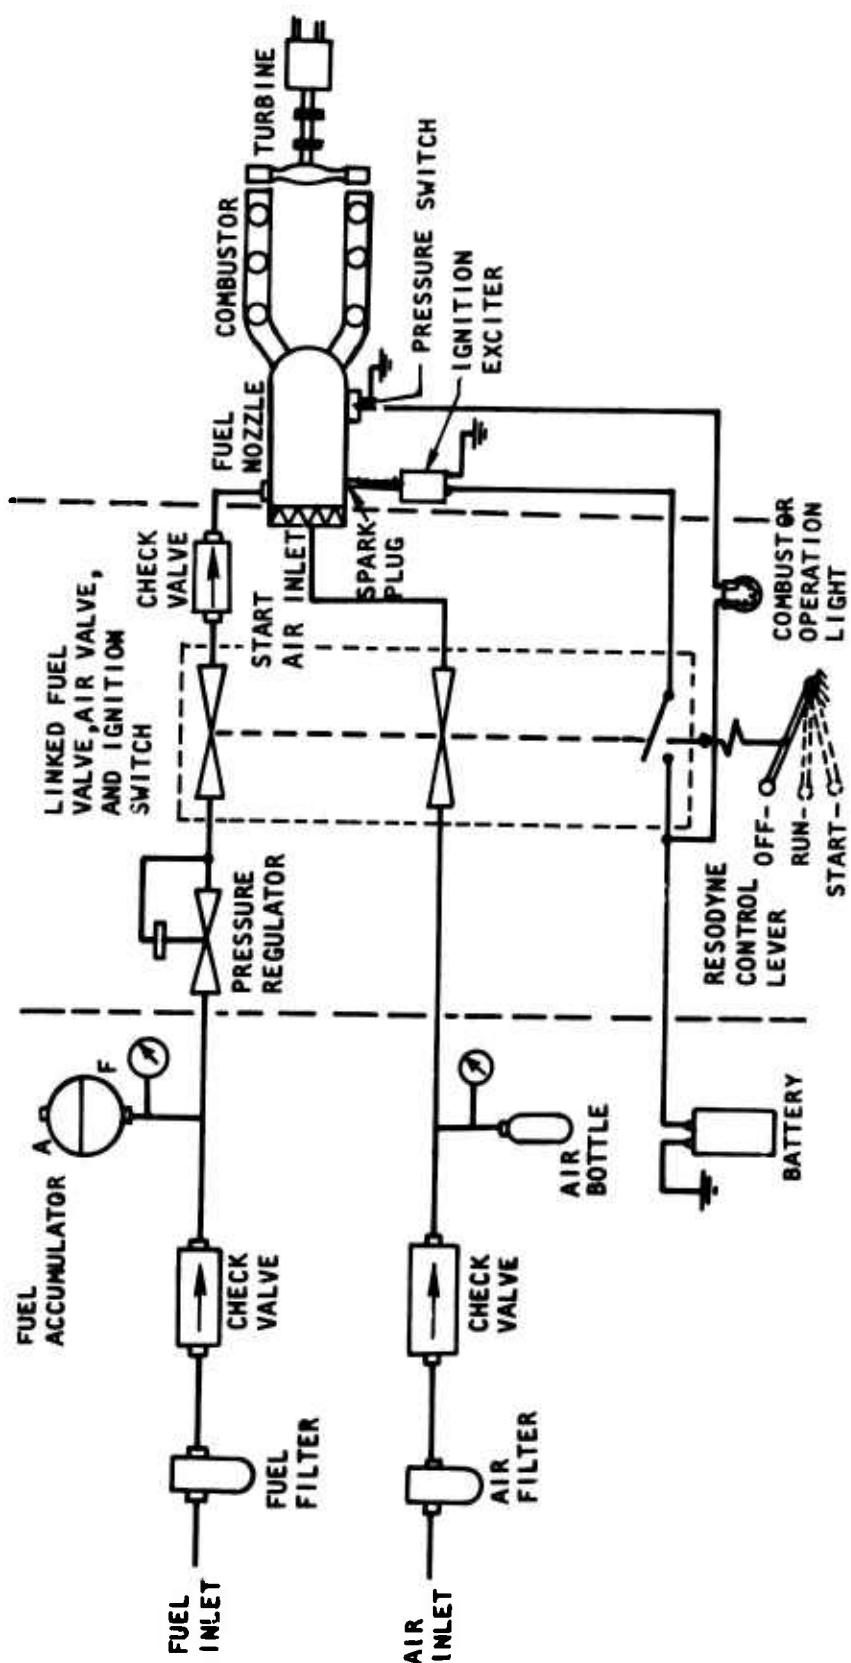 FUEL
INLET
FUEL
FILTER
CHECK
VALVE
FUEL
ACCUMULATOR
A
F
PRESSURE
REGULATOR
LINKED FUEL
VALVE,AIR VALVE,
AND IGNITION
SWITCH
CHECK
VALVE
FUEL
NOZZLE
COMBUSTOR
TURBINE
AIR
INLET
AIR
FILTER
CHECK
VALVE
AIR
BOTTLE
START
AIR INLET
SPARK
PLUG
PRESSURE SWITCH
IGNITION
EXCITER
BATTERY
RESODYNE
CONTROL
LEVER
OFF-
RUN-
START-
COMBUSTOR
OPERATION
LIGHT